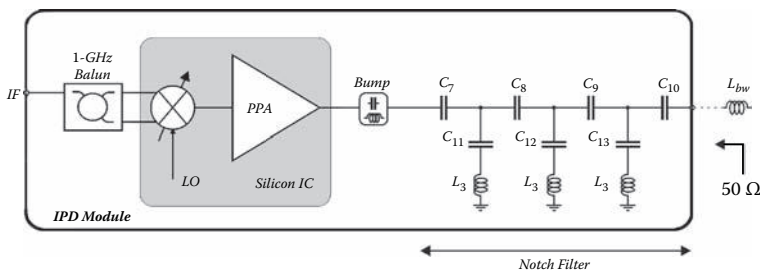 1-GHz
Balun
IF
LO
PPA
Silicon IC
Bump
C7
C8
C9
C10
C11
C12
C13
L3
L3
L3
Lbw
50 Ω
IPD Module
Notch Filter